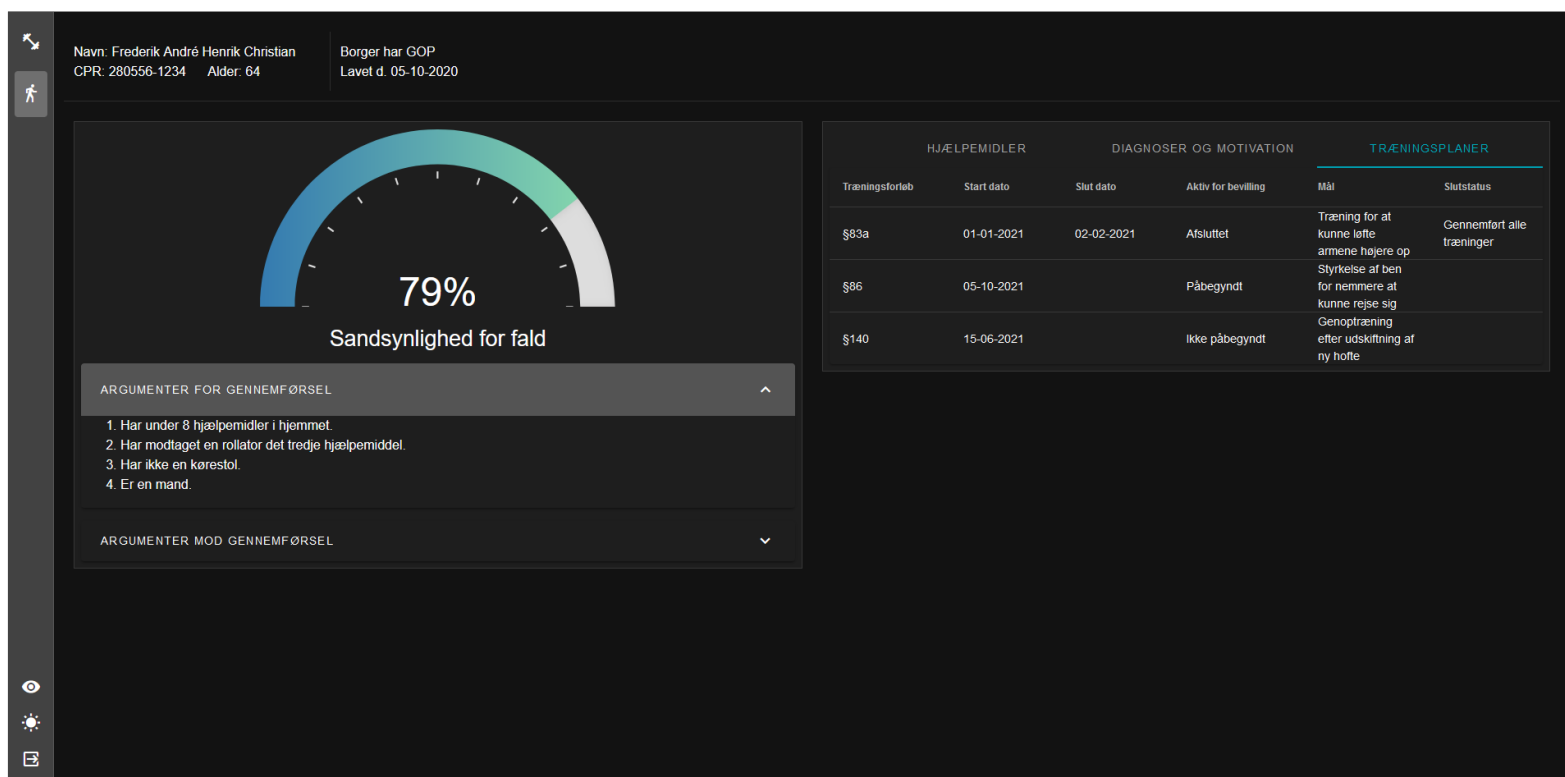 Navn: Frederik André Henrik Christian
CPR: 280556-1234 Alder: 64
Borger har GOP
Lavet d. 05-10-2020
79%
Sandsynlighed for fald
ARGUMENTER FOR GENNEMFØRSEL
1. Har under 8 hjælpemidler i hjemmet.
2. Har modtaget en rollator det tredje hjælpemiddel.
3. Har ikke en kørestol.
4. Er en mand.
ARGUMENTER MOD GENNEMFØRSEL
HJÆLPEMIDLER DIAGNOSER OG MOTIVATION TRÆNINGSPLANER
Træningsforløb Start dato Slut dato Aktiv for bevilling Mål Slutstatus
§83a 01-01-2021 02-02-2021 Afsluttet
Træning for at
kunne løfte
armene højere op
Gennemført alle
træninger
§86 05-10-2021 Påbegyndt
Styrkelse af ben
for nemmere at
kunne rejse sig
§140 15-06-2021 Ikke påbegyndt
Genoptræning
efter udskiftning af
ny hofte